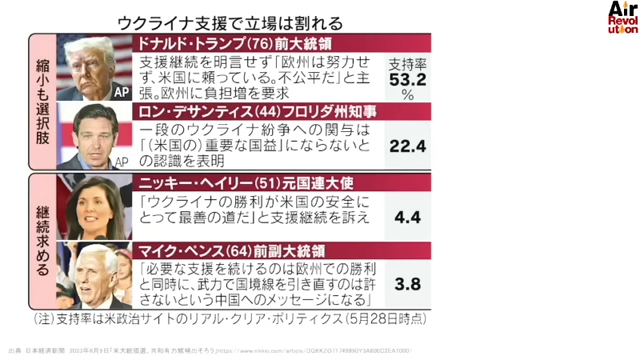 ウクライナ支援で立場は割れる
Air
Revol
ution
縮小も選択肢
ドナルド・トランプ(76)前大統領
支援継続を明言せず「欧州は努力せ
ず、米国に頼っている。不公平だ」と主
張。欧州に負担増を要求
支持率
53.2
%
AP
ロン・デサンティス(44)フロリダ州知事
一段のウクライナ紛争への関与は
「(米国の)重要な国益」にならないと
の認識を表明
22.4
AP
継続求める
ニッキー・ヘイリー(51)元国連大使
「ウクライナの勝利が米国の安全に
とって最善の道だ」と支援継続を訴え
4.4
マイク・ペンス(64)前副大統領
「必要な支援を続けるのは欧州での勝利
と同時に、武力で国境線を引き直すのは許
さないという中国へのメッセージになる」
3.8
(注)支持率は米政治サイトのリアル・クリア・ポリティクス(5月28日時点)
出典 日本経済新聞